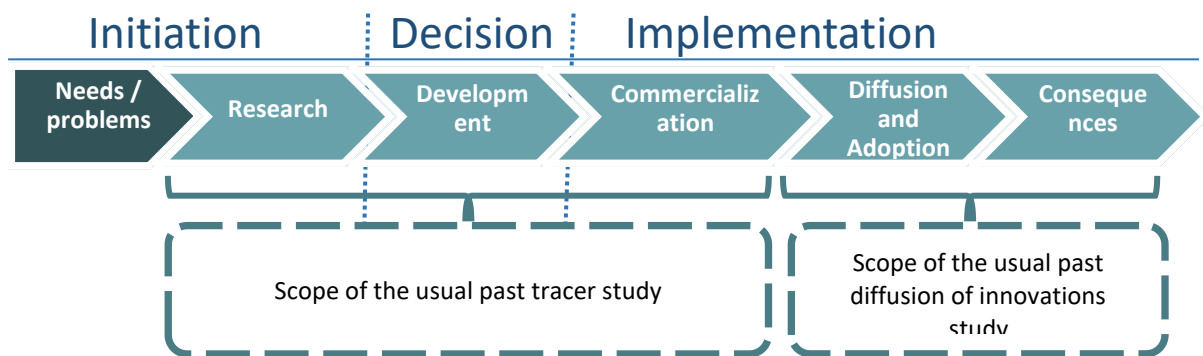 Initiation
Decision
Implementation
Needs /
problems
Research
Developm
ent
Commercializ
ation
Diffusion
and
Adoption
Conseque
nces
Scope of the usual past tracer study
Scope of the usual past
diffusion of innovations
study